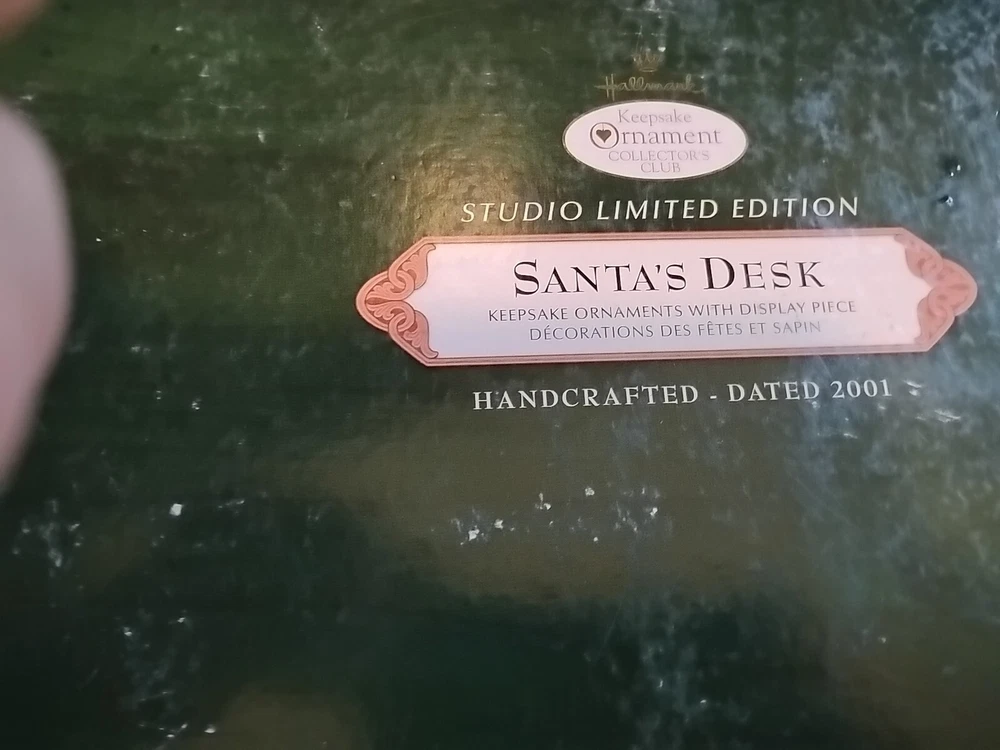 Hallmark
Keepsake
Ornament
COLLECTOR'S
CLUB
STUDIO LIMITED EDITION
SANTA'S DESK
KEEPSAKE ORNAMENTS WITH DISPLAY PIECE
DÉCORATIONS DES FÊTES ET SAPIN
HANDCRAFTED - DATED 2001